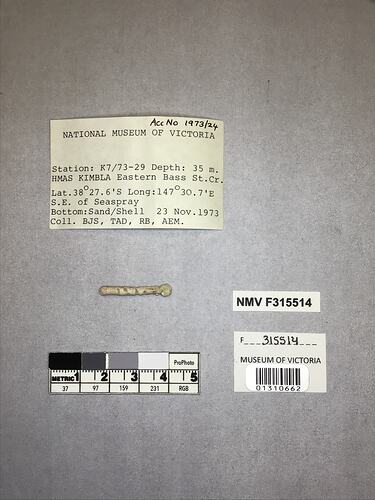 Acc No 1973/24
NATIONAL MUSEUM OF VICTORIA
Station: K7/73-29 Depth: 35 m.
HMAS KIMBLA Eastern Bass St.Cr.
Lat.38°27.6'S Long:147°30.7'E
S.E. of Seaspray
Bottom:Sand/Shell 23 Nov.1973
Coll. BJS, TAD, RB, AEM.
NMV F315514
F 315514
MUSEUM OF VICTORIA
01310662
ProPhoto
METRIC 1 2 3 4 5
37 97 159 231 RGB